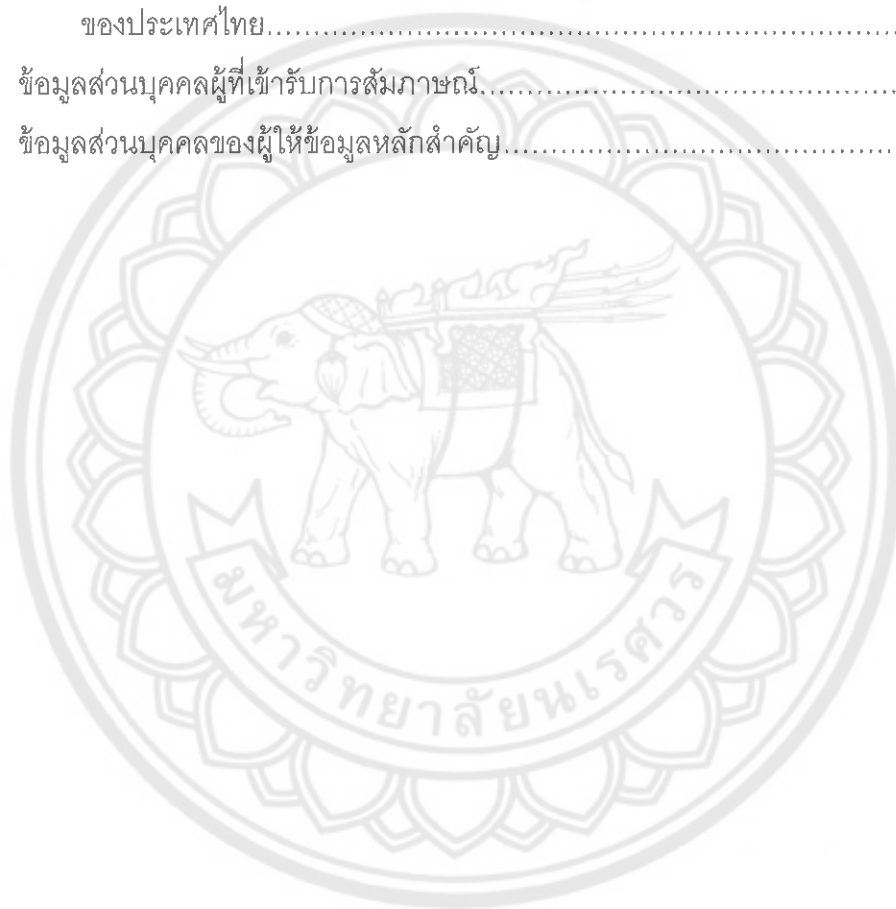 ของประเทศไทย
ข้อมูลส่วนบุคคลผู้ที่เข้ารับการสัมภาษณ์
ข้อมูลส่วนบุคคลของผู้ให้ข้อมูลหลักสำคัญ
มหาวิทยาลัยนเรศวร